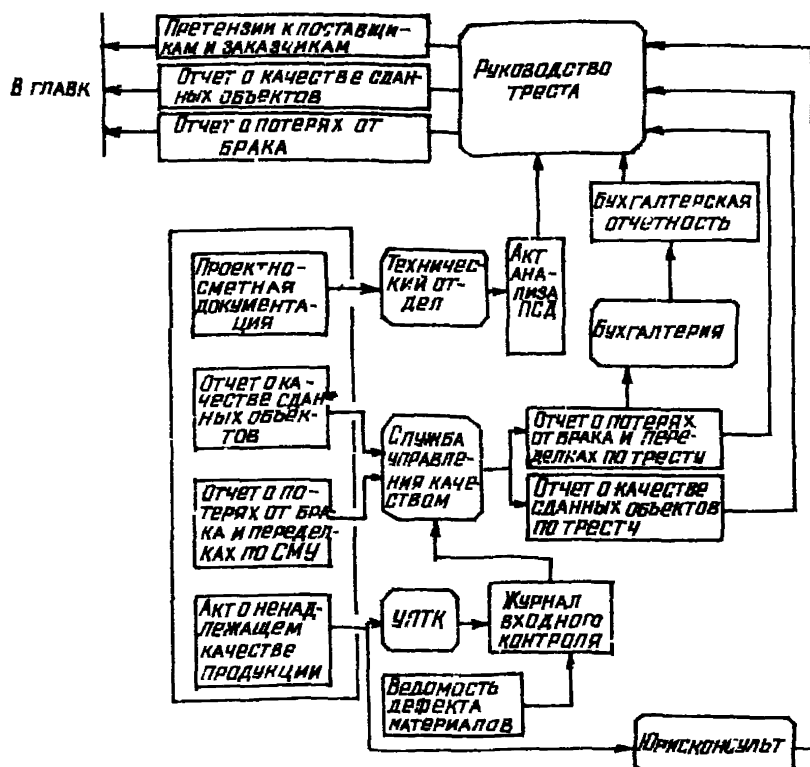 ПРЕТЕНЗИИ К ПОСТАВЩИ-
КАМ И ЗАКАЗЧИКАМ
В ГЛАВК
ОТЧЕТ О КАЧЕСТВЕ СДАН-
НЫХ ОБЪЕКТОВ
ОТЧЕТ О ПОТЕРЯХ ОТ
БРАКА
РУКОВОДСТВО
ТРЕСТА
БУХГАЛТЕРСКАЯ
ОТЧЕТНОСТЬ
ПРОЕКТНО-
СМЕТНАЯ
ДОКУМЕНТА-
ЦИЯ
ТЕХНИЧЕС-
КИЙ ОТ-
ДЕЛ
АКТ
АНА-
ЛИЗА
ПСД
БУХГАЛТЕРИЯ
ОТЧЕТ О КА-
ЧЕСТВЕ СДАН-
НЫХ ОБЪЕК-
ТОВ
СЛУЖБА
УПРАВЛЕ-
НИЯ КАЧЕ-
СТВОМ
ОТЧЕТ О ПОТЕРЯХ
ОТ БРАКА И ПЕРЕ-
ДЕЛКАХ ПО ТРЕСТУ
ОТЧЕТ О КАЧЕСТВЕ
СДАННЫХ ОБЪЕКТОВ
ПО ТРЕСТУ
ОТЧЕТ О ПО-
ТЕРЯХ ОТ БРА-
КА И ПЕРЕДЕЛ-
КАХ ПО СМУ
АКТ О НЕНАД-
ЛЕЖАЩЕМ
КАЧЕСТВЕ
ПРОДУКЦИИ
УПТК
ЖУРНАЛ
ВХОДНОГО
КОНТРОЛЯ
ВЕДОМОСТЬ
ДЕФЕКТА
МАТЕРИАЛОВ
ЮРИСКОНСУЛЬТ